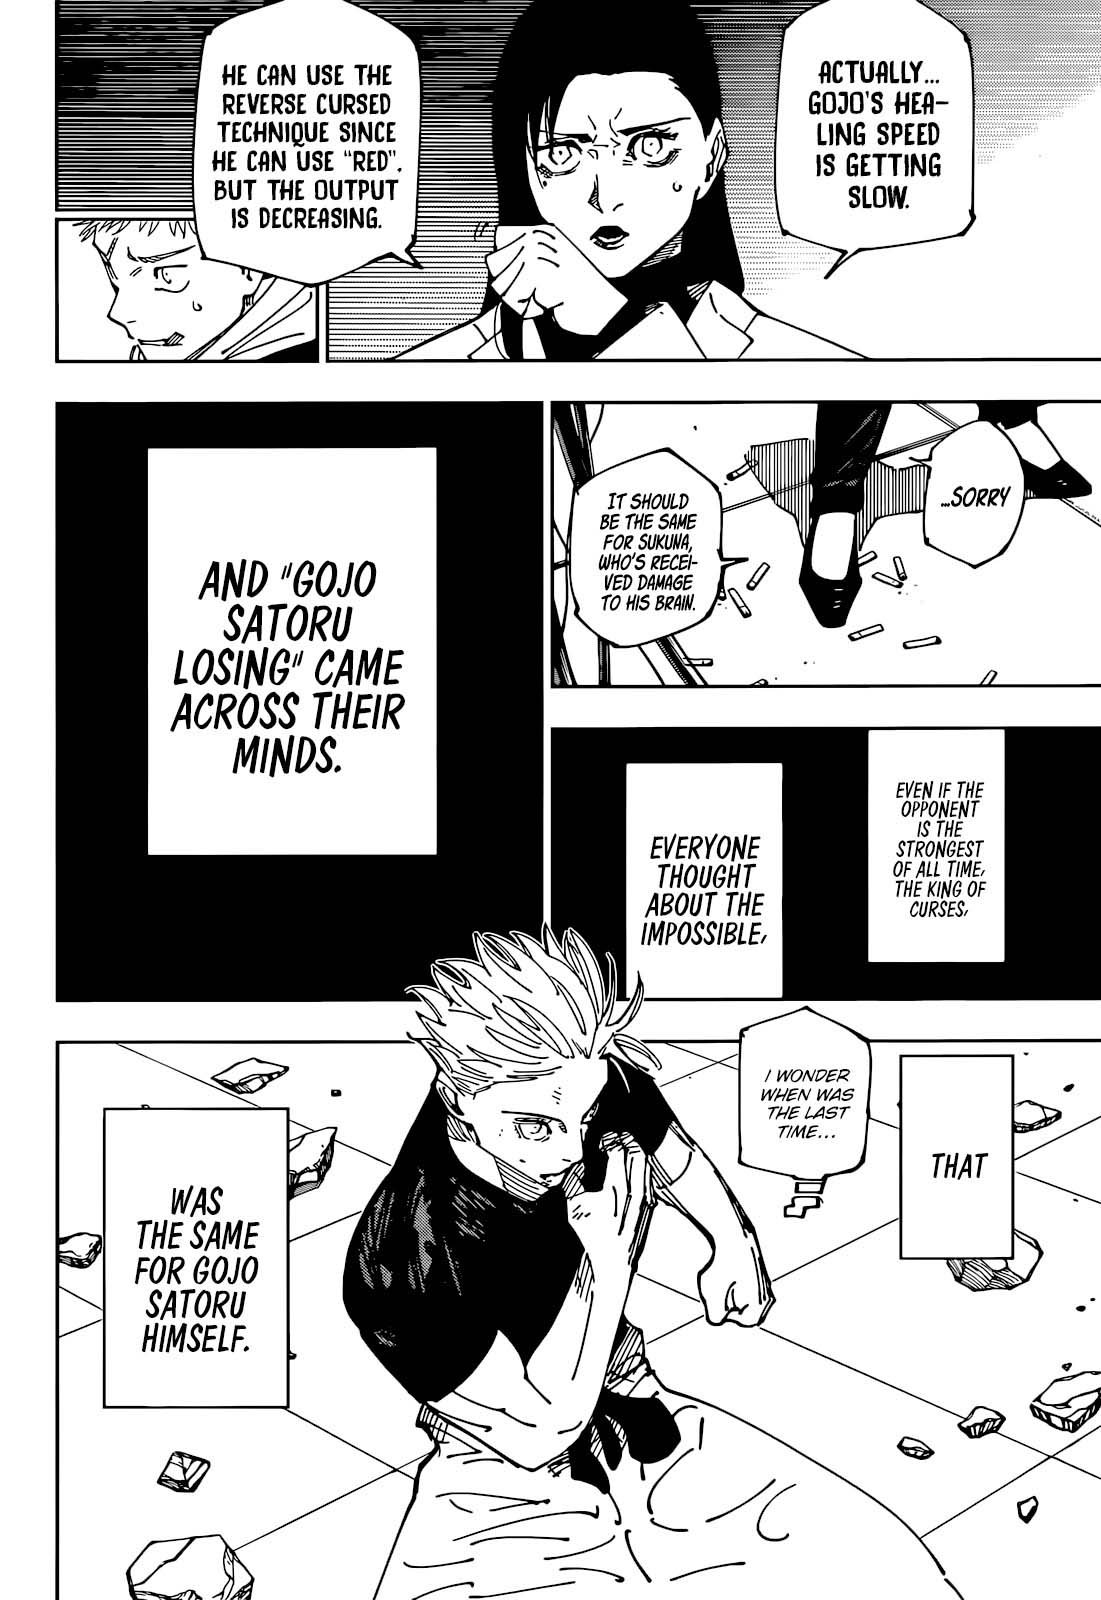 ACTUALLY...
GOJO'S HEA-
LING SPEED
IS GETTING
SLOW.
HE CAN USE THE
REVERSE CURSED
TECHNIQUE SINCE
HE CAN USE "RED".
BUT THE OUTPUT
IS DECREASING.
...SORRY
IT SHOULD
BE THE SAME
FOR SUKUNA,
WHO'S RECEI-
VED DAMAGE
TO HIS BRAIN.
EVEN IF THE
OPPONENT
IS THE
STRONGEST
OF ALL TIME,
THE KING OF
CURSES,
EVERYONE
THOUGHT
ABOUT THE
IMPOSSIBLE,
AND "GOJO
SATORU
LOSING" CAME
ACROSS THEIR
MINDS.
THAT
I WONDER
WHEN WAS
THE LAST
TIME...
WAS
THE SAME
FOR GOJO
SATORU
HIMSELF.